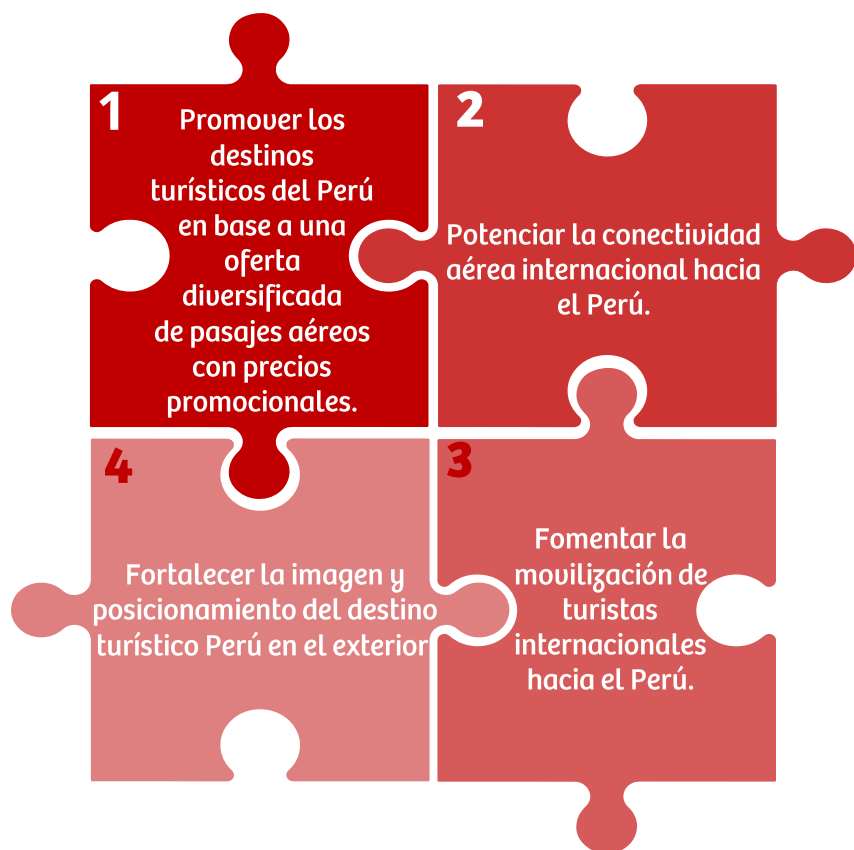 1
Promover los
destinos
turísticos del Perú
en base a una
oferta
diversificada
de pasajes aéreos
con precios
promocionales.
2
Potenciar la conectividad
aérea internacional hacia
el Perú.
3
Fomentar la
movilización de
turistas
internacionales
hacia el Perú.
4
Fortalecer la imagen y
posicionamiento del destino
turístico Perú en el exterior